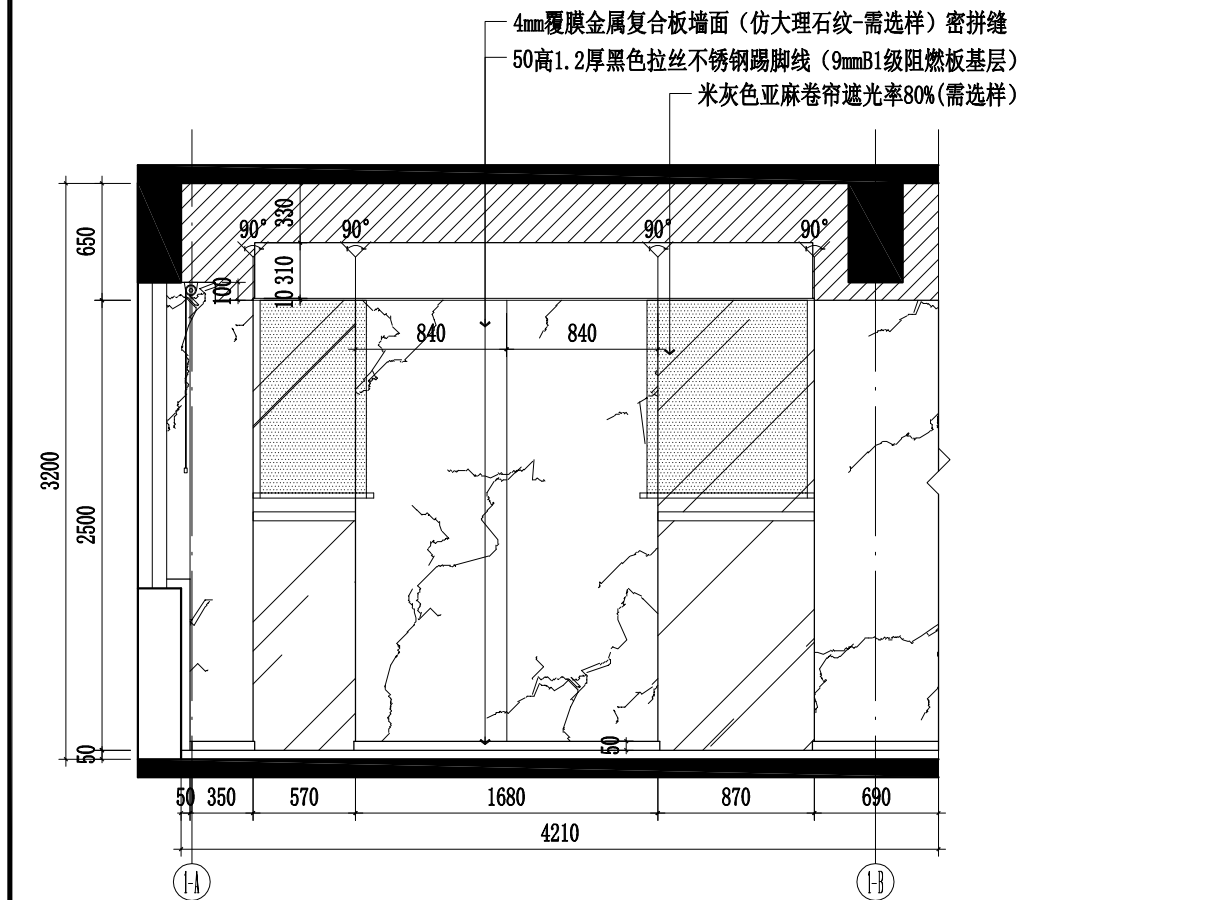 4mm覆膜金属复合板墙面（仿大理石纹-需选样）密拼缝
50高1.2厚黑色拉丝不锈钢踢脚线（9mmB1级阻燃板基层）
米灰色亚麻卷帘遮光率80%(需选样）
650
330
90° 90° 90° 90°
100
310
10
840 840
3200
2500
50
50
50 350 570 1680 870 690
4210
1-A 1-B